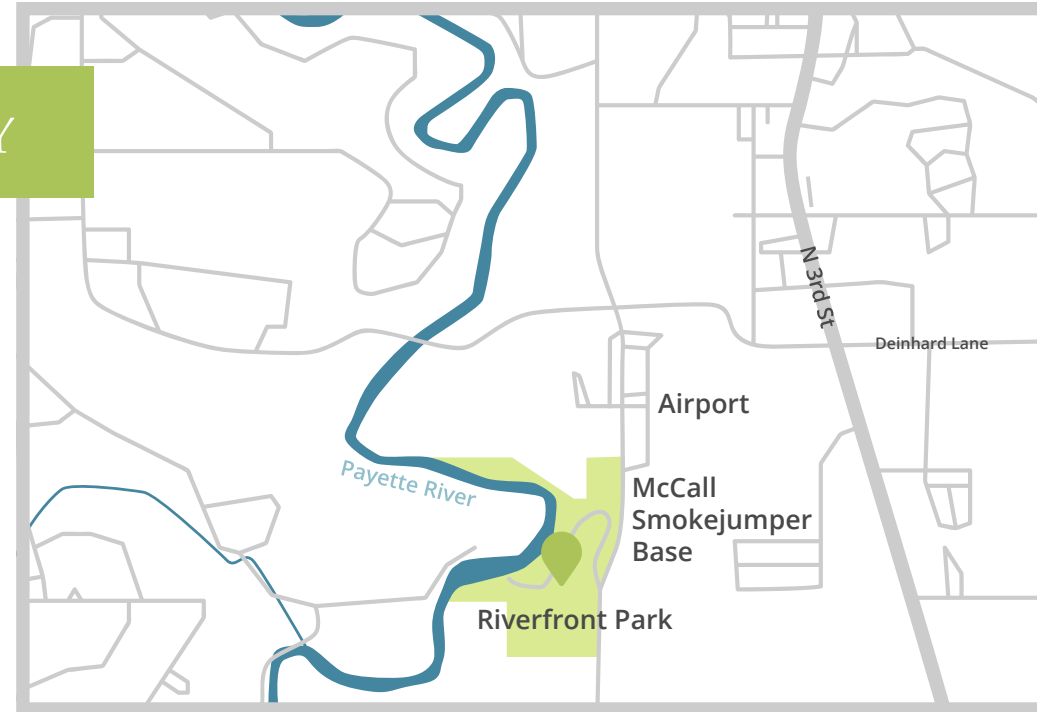 Y
N 3rd St
Deinhard Lane
Airport
Payette River
McCall
Smokejumper
Base
Riverfront Park